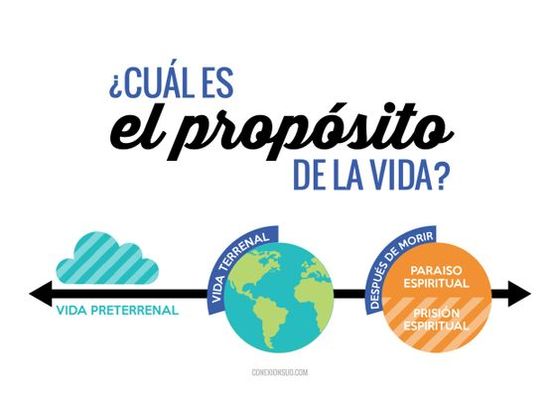 ¿CUÁL ES
el propósito
DE LA VIDA?
VIDA PRETERRENAL
VIDA TERRENAL
DESPUÉS DE MORIR
PARAISO
ESPIRITUAL
PRISIÓN
ESPIRITUAL
CONEXIONSUD.COM